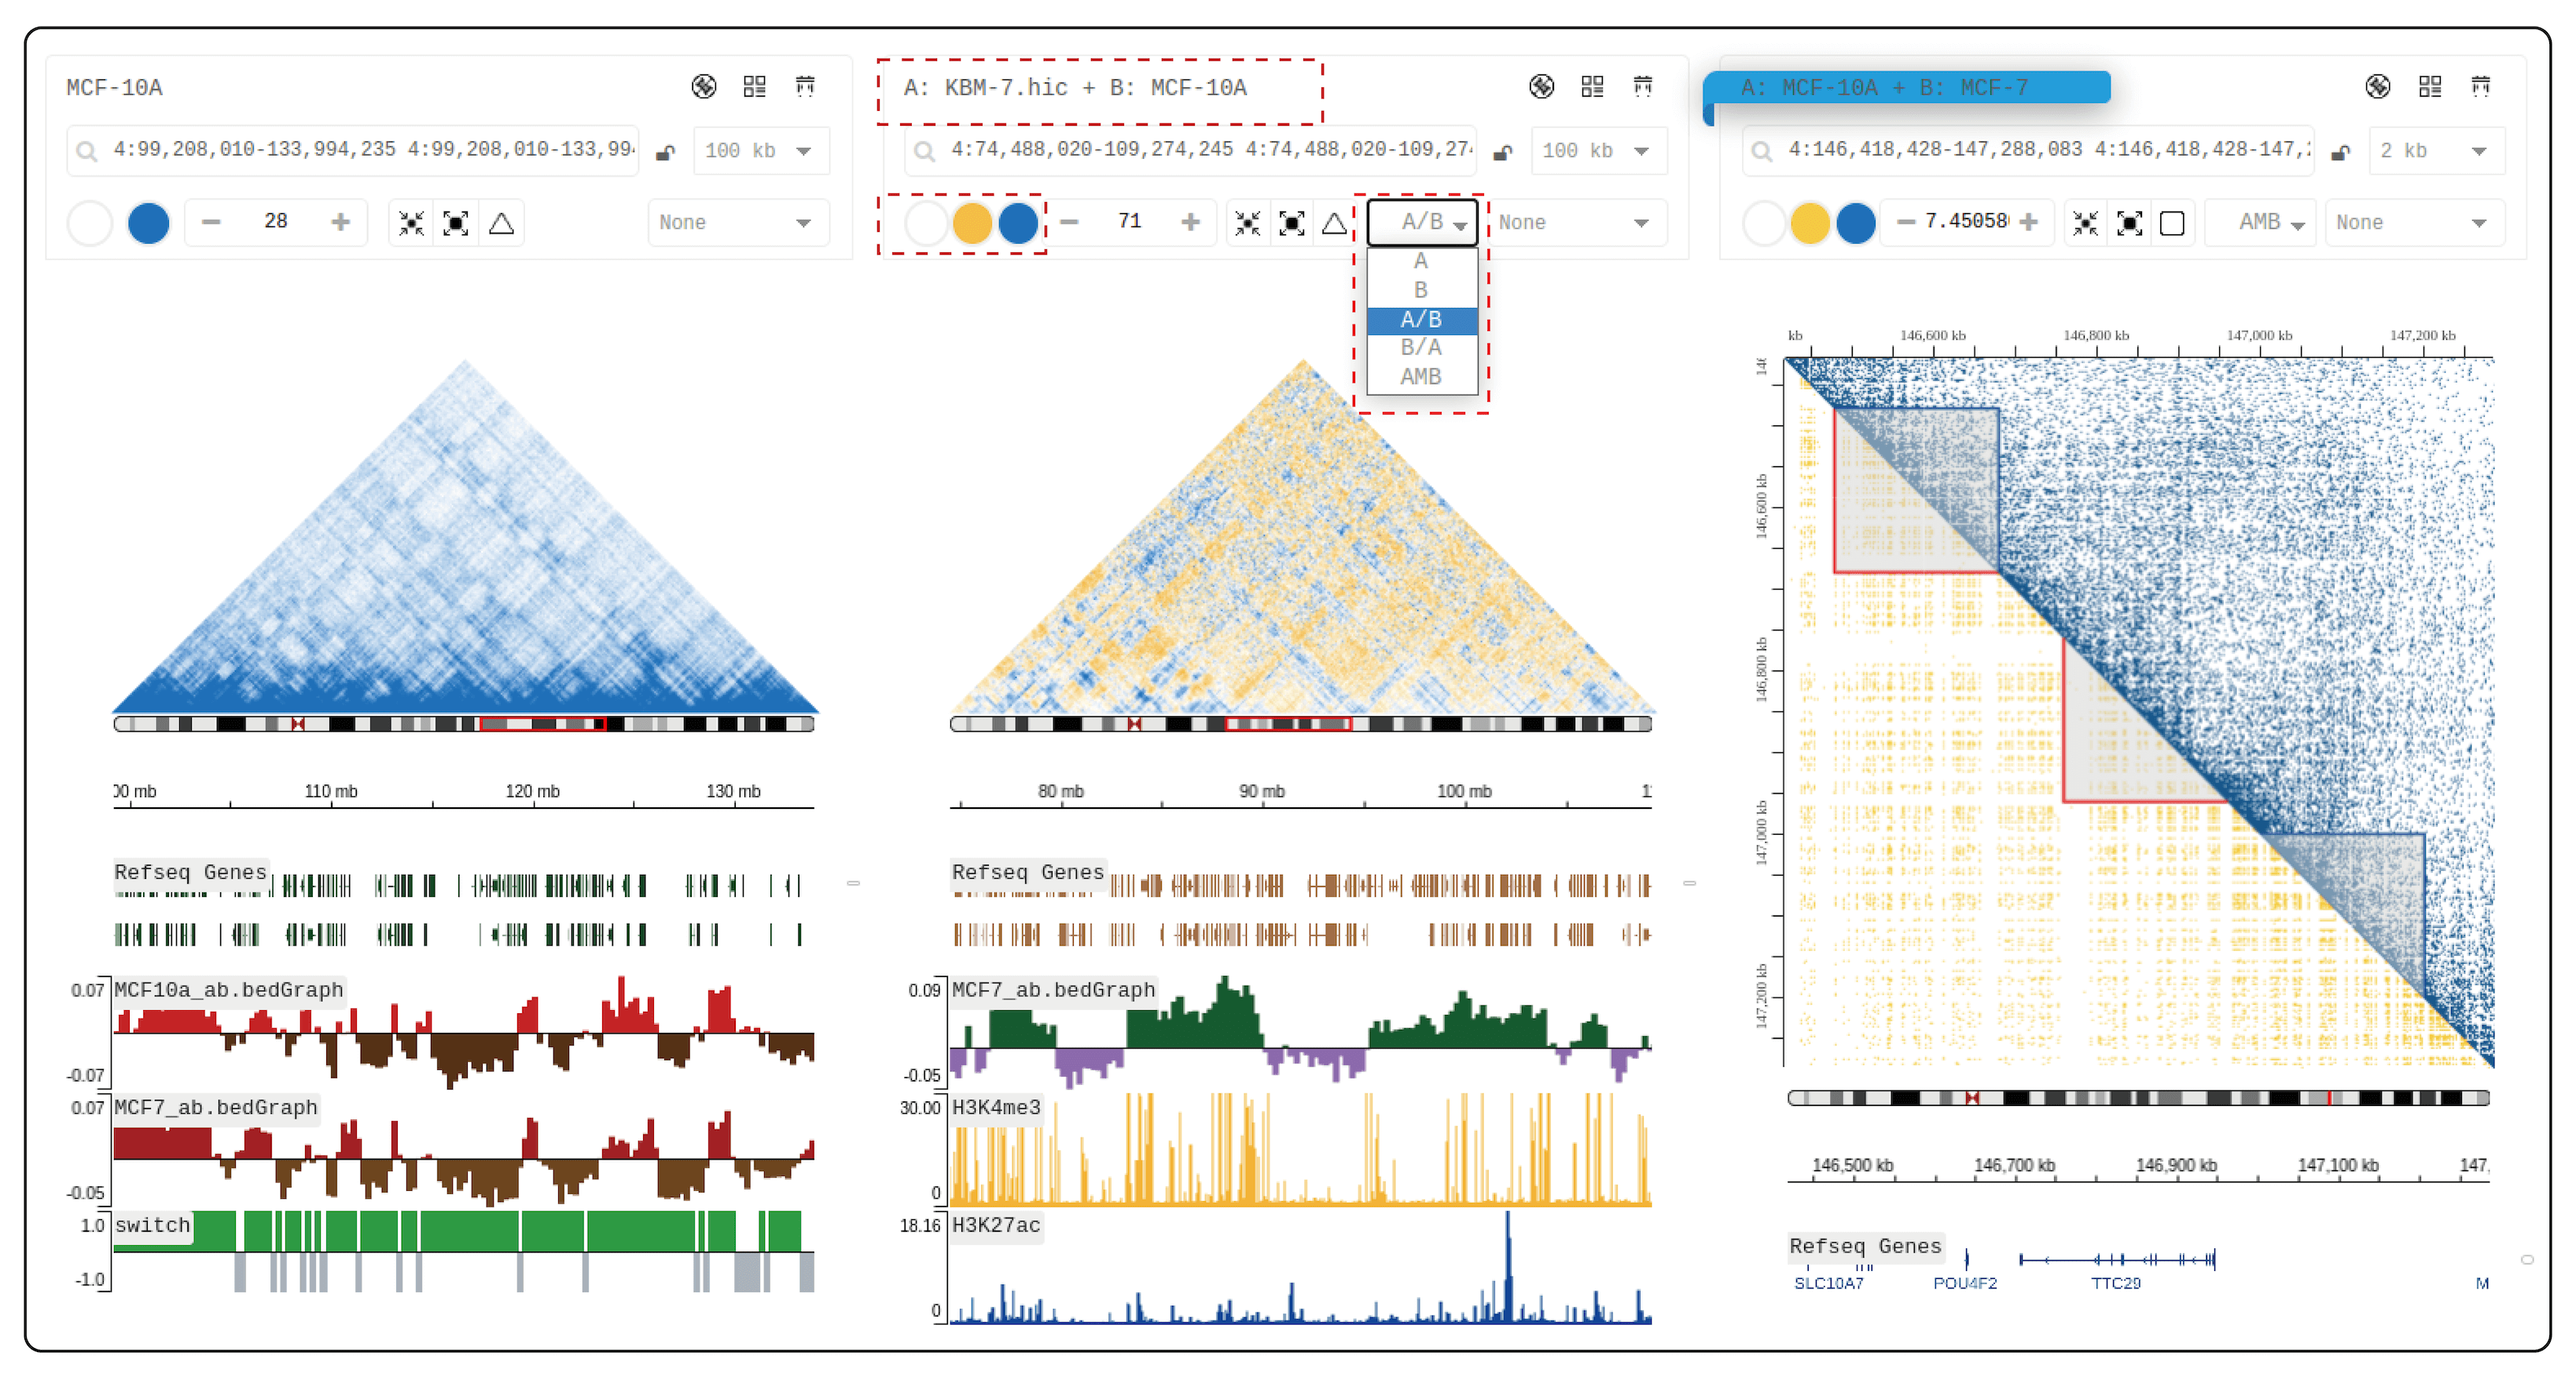 MCF-10A
4:99,208,010-133,994,235 4:99,208,010-133,99
100 kb
28
None
00 mb 110 mb 120 mb 130 mb
Refseq Genes
0.07 MCF10a_ab.bedGraph
-0.07
0.07 MCF7_ab.bedGraph
-0.05
1.0 switch
-1.0
A: KBM-7.hic + B: MCF-10A
4:74,488,020-109,274,245 4:74,488,020-109,27
100 kb
71
A/B
None
A
B
A/B
B/A
AMB
80 mb 90 mb 100 mb 1
Refseq Genes
0.09 MCF7_ab.bedGraph
-0.05
30.00 H3K4me3
0
18.16 H3K27ac
0
A: MCF-10A + B: MCF-7
4:146,418,428-147,288,083 4:146,418,428-147,
2 kb
7.45058
AMB
None
kb 146,600 kb 146,800 kb 147,000 kb 147,200 kb
146
146,600 kb
146,800 kb
147,000 kb
147,200 kb
146,500 kb 146,700 kb 146,900 kb 147,100 kb 147,
Refseq Genes
SLC10A7 POU4F2 TTC29 M